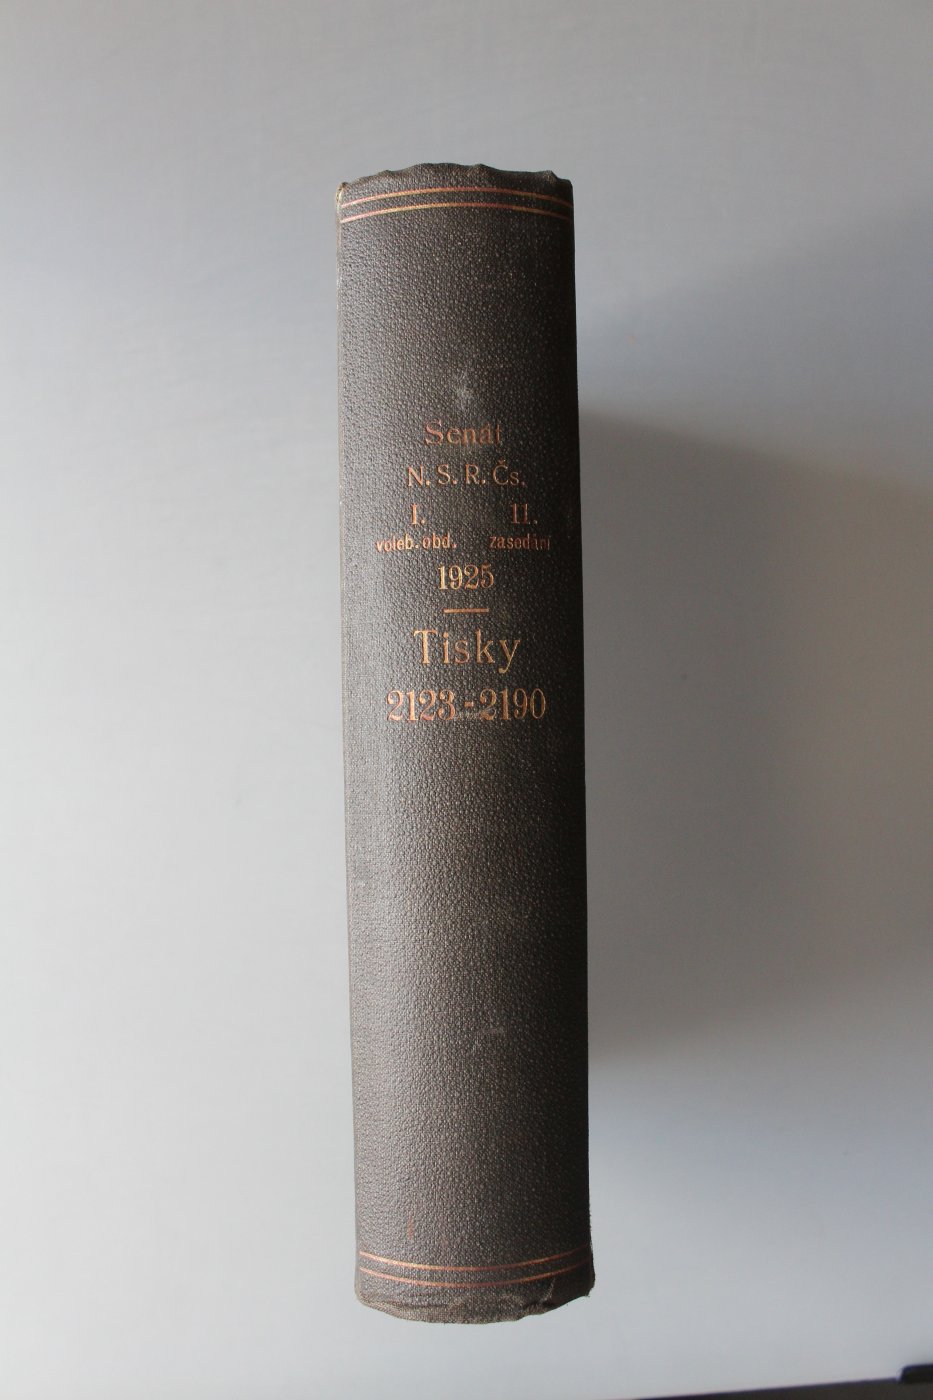 Senát
N. S. R. Čs.
I. II.
voleb. obd. zasedání
1925
Tisky
2123-2190